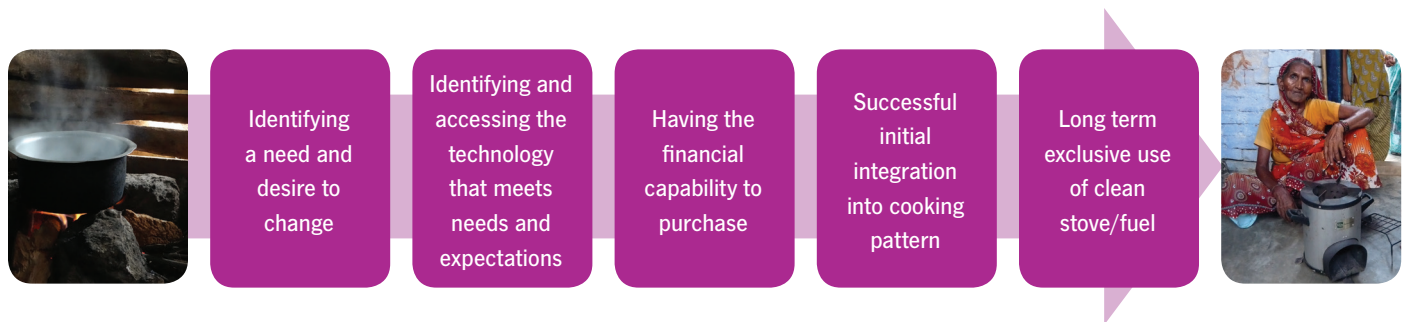 Identifying
a need and
desire to
change
Identifying and
accessing the
technology
that meets
needs and
expectations
Having the
financial
capability to
purchase
Successful
initial
integration
into cooking
pattern
Long term
exclusive use
of clean
stove/fuel